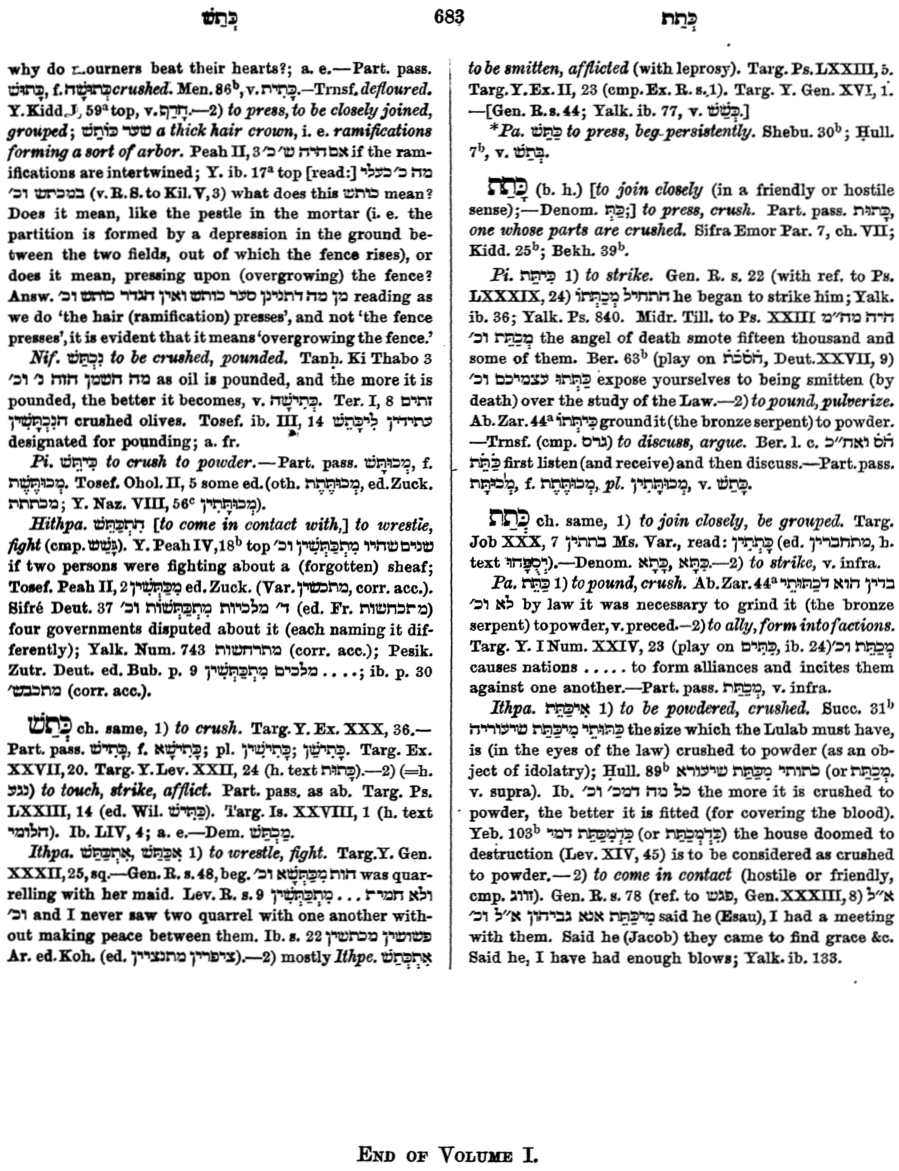 כְּתַשׁ 683 כְּתַת
why do mourners beat their hearts?; a. e.—Part. pass.
כָּתוּשׁ, f. כְּתוּשָׁה crushed. Men. 86ᵇ, v. כָּתִית.—Trnsf. defloured.
Y. Kidd. I, 59ᵃ top, v. חָרַף.—2) to press, to be closely joined,
grouped; שער כּוֹתֵשׁ a thick hair crown, i. e. ramifications
forming a sort of arbor. Peah II, 3 אם היה ש׳ כ׳ if the ram-
ifications are intertwined; Y. ib. 17ᵃ top [read:] מה כ׳ כעלי
במכתש וכ׳ (v. R. S. to Kil. V, 3) what does this כותש mean?
Does it mean, like the pestle in the mortar (i. e. the
partition is formed by a depression in the ground be-
tween the two fields, out of which the fence rises), or
does it mean, pressing upon (overgrowing) the fence?
Answ. מן מה דתנינן סער כותש ואין הגדר כותש וכ׳ reading as
we do ‘the hair (ramification) presses’, and not ‘the fence
presses’, it is evident that it means ‘overgrowing the fence.’
Nif. נִכְתַּשׁ to be crushed, pounded. Tanḥ. Ki Thabo 3
מה השמן הוה נ׳ וכ׳ as oil is pounded, and the more it is
pounded, the better it becomes, v. כְּתִישָׁה. Ter. I, 8 זתים
הנִכְתָּשִׁין crushed olives. Tosef. ib. III, 14 עתידין לִיכָּתֵשׁ
designated for pounding; a. fr.
Pi. כִּיתֵּשׁ to crush to powder.—Part. pass. מְכוּתָּשׁ, f.
מְכוּתֶּשֶׁת. Tosef. Ohol. II, 5 some ed. (oth. מְכוּתֶּתֶת, ed. Zuck.
מכתתת; Y. Naz. VIII, 56ᶜ מְכוּתָּתִין).
Hithpa. הִתְכַּתֵּשׁ [to come in contact with,] to wrestle,
fight (cmp. גָּשַׁשׁ). Y. Peah IV, 18ᵇ top שנים שהיו מִתְכַּתְּשִׁין וכ׳
if two persons were fighting about a (forgotten) sheaf;
Tosef. Peah II, 2 מִכַּתְּשִׁין ed. Zuck. (Var. מתכשין, corr. acc.).
Sifré Deut. 37 ד׳ מלכיות מִתְכַּתְּשׁוֹת וכ׳ (ed. Fr. מתכחשות)
four governments disputed about it (each naming it dif-
ferently); Yalk. Num. 743 מתרחשות (corr. acc.); Pesik.
Zutr. Deut. ed. Bub. p. 9 מלכים מִתְכַּתְּשִׁין ....; ib. p. 30
מתכבש׳ (corr. acc.).
כְּתַשׁ ch. same, 1) to crush. Targ. Y. Ex. XXX, 36.—
Part. pass. כָּתִישׁ, f. כְּתִישָׁא; pl. כְּתִישִׁין; כְּתִישָׁן. Targ. Ex.
XXVII, 20. Targ. Y. Lev. XXII, 24 (h. text כָּתוּת).—2) (=h.
נגע) to touch, strike, afflict. Part. pass. as ab. Targ. Ps.
LXXIII, 14 (ed. Wil. כַּתִּישׁ). Targ. Is. XXVIII, 1 (h. text
הלומי). Ib. LIV, 4; a. e.—Dem. מַכְתָּשׁ.
Ithpa. אִתְכַּתַּשׁ, אִכַּתַּשׁ 1) to wrestle, fight. Targ. Y. Gen.
XXXII, 25, sq.—Gen. R. s. 48, beg. הות מִכַּתְּשָׁא וכ׳ was quar-
relling with her maid. Lev. R. s. 9 ולא חמית ... מִתְכַּתְּשִׁין
וכ׳ and I never saw two quarrel with one another with-
out making peace between them. Ib. s. 22 פשושין מכתשין
Ar. ed. Koh. (ed. ציפרין מתנציין).—2) mostly Ithpe. אִתְכְּתֵשׁ
to be smitten, afflicted (with leprosy). Targ. Ps. LXXIII, 5.
Targ. Y. Ex. II, 23 (cmp. Ex. R. s. 1). Targ. Y. Gen. XVI, 1.
—[Gen. R. s. 44; Yalk. ib. 77, v. כָּשַׁשׁ.]
*Pa. כַּתֵּשׁ to press, beg persistently. Shebu. 30ᵇ; Ḥull.
7ᵇ, v. בְּתַשׁ.
כָּתַת (b. h.) [to join closely (in a friendly or hostile
sense);—Denom. כַּת;] to press, crush. Part. pass. כָּתוּת,
one whose parts are crushed. Sifra Emor Par. 7, ch. VII;
Kidd. 25ᵇ; Bekh. 39ᵇ.
Pi. כִּיתֵּת 1) to strike. Gen. R. s. 22 (with ref. to Ps.
LXXXIX, 24) התחיל מְכַתְּתוֹ he began to strike him; Yalk.
ib. 36; Yalk. Ps. 840. Midr. Till. to Ps. XXIII היה מה״מ
מְכַתֵּת וכ׳ the angel of death smote fifteen thousand and
some of them. Ber. 63ᵇ (play on הסכת, Deut. XXVII, 9)
כַּתְּתוּ עצמיכם וכ׳ expose yourselves to being smitten (by
death) over the study of the Law.—2) to pound, pulverize.
Ab. Zar. 44ᵃ כִּיתְּתוֹ ground it (the bronze serpent) to powder.
—Trnsf. (cmp. גרס) to discuss, argue. Ber. l. c. הס ואח״כ
כַּתֵּת first listen (and receive) and then discuss.—Part. pass.
מְכוּתָּת, f. מְכוּתֶּתֶת, pl. מְכוּתָּתִין, v. כָּתַשׁ.
כְּתַת ch. same, 1) to join closely, be grouped. Targ.
Job XXX, 7 בתתין Ms. Var., read: כְּתָתִין (ed. מתחברין, h.
text יְסֻפָּחוּ).—Denom. כִּתָּא, כִּתָא.—2) to strike, v. infra.
Pa. כַּתֵּת 1) to pound, crush. Ab. Zar. 44ᵃ בדין הוא דכַתּוּתֵי
לא וכ׳ by law it was necessary to grind it (the bronze
serpent) to powder, v. preced.—2) to ally, form into factions.
Targ. Y. I Num. XXIV, 23 (play on כִּתִּים, ib. 24) מְכַתֵּת וכ׳
causes nations ..... to form alliances and incites them
against one another.—Part. pass. מְכַתַּת, v. infra.
Ithpa. אִיכַּתַּת 1) to be powdered, crushed. Succ. 31ᵇ
כַּתּוּתֵי מִיכַּתַּת שיעוריה the size which the Lulab must have,
is (in the eyes of the law) crushed to powder (as an ob-
ject of idolatry); Ḥull. 89ᵇ כתותי מִכַּתַּת שיעורא (or מְכַתַּת,
v. supra). Ib. כל מה דמכ׳ וכ׳ the more it is crushed to
powder, the better it is fitted (for covering the blood).
Yeb. 103ᵇ כִּדְמִכַּתַּת דמי (or כִּדְמְכַתַּת) the house doomed to
destruction (Lev. XIV, 45) is to be considered as crushed
to powder.—2) to come in contact (hostile or friendly,
cmp. זווג). Gen. R. s. 78 (ref. to פגש, Gen. XXXIII, 8) א״ל
מִיכַּתַּת אנא גביהון א״ל וכ׳ said he (Esau), I had a meeting
with them. Said he (Jacob) they came to find grace &c.
Said he, I have had enough blows; Yalk. ib. 133.
END OF VOLUME I.